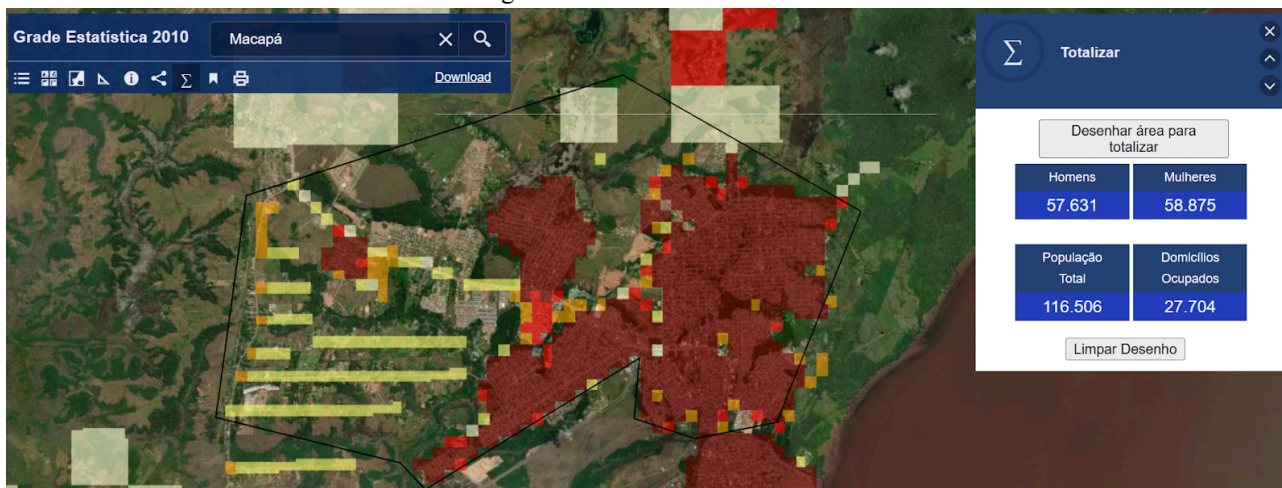 Grade Estatística 2010
Macapá
Download
Totalizar
Desenhar área para
totalizar
Homens
Mulheres
57.631
58.875
População
Total
Domicílios
Ocupados
116.506
27.704
Limpar Desenho